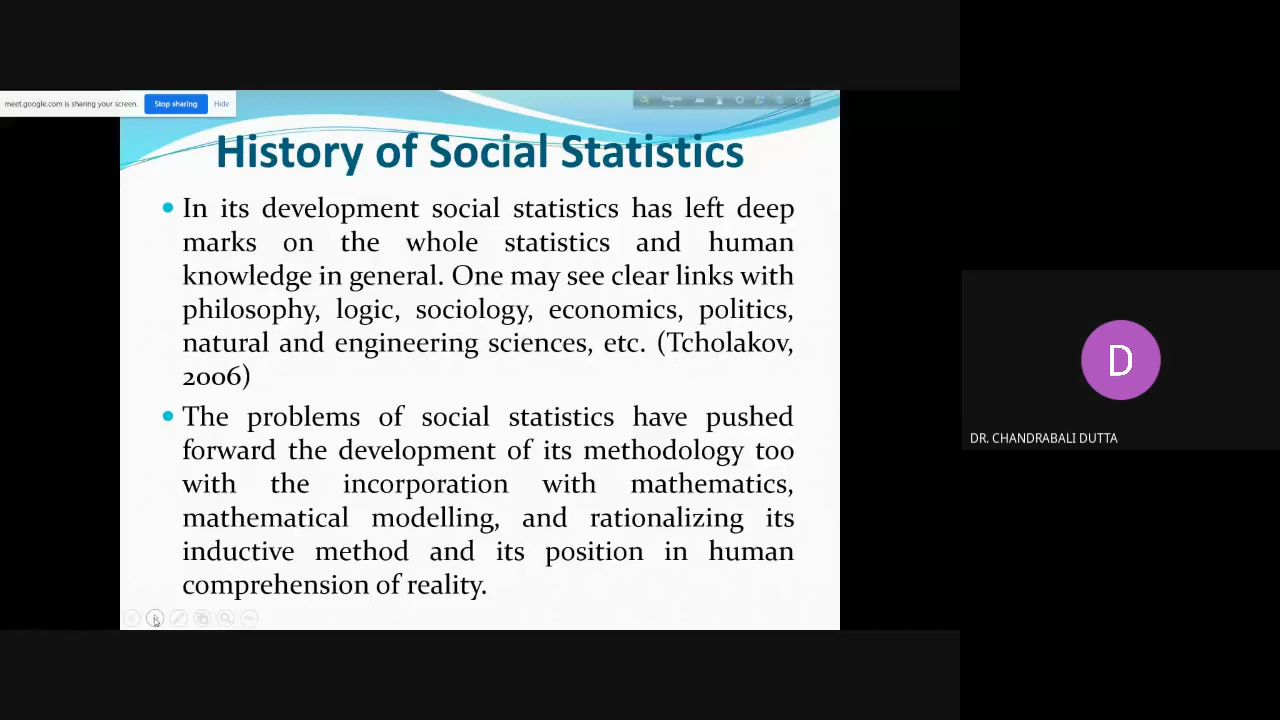 meet.google.com is sharing your screen.
Stop sharing
Hide
English
History of Social Statistics
In its development social statistics has left deep
marks on the whole statistics and human
knowledge in general. One may see clear links with
philosophy, logic, sociology, economics, politics,
natural and engineering sciences, etc. (Tcholakov,
2006)
The problems of social statistics have pushed
forward the development of its methodology too
with the incorporation with mathematics,
mathematical modelling, and rationalizing its
inductive method and its position in human
comprehension of reality.
D
DR. CHANDRABALI DUTTA